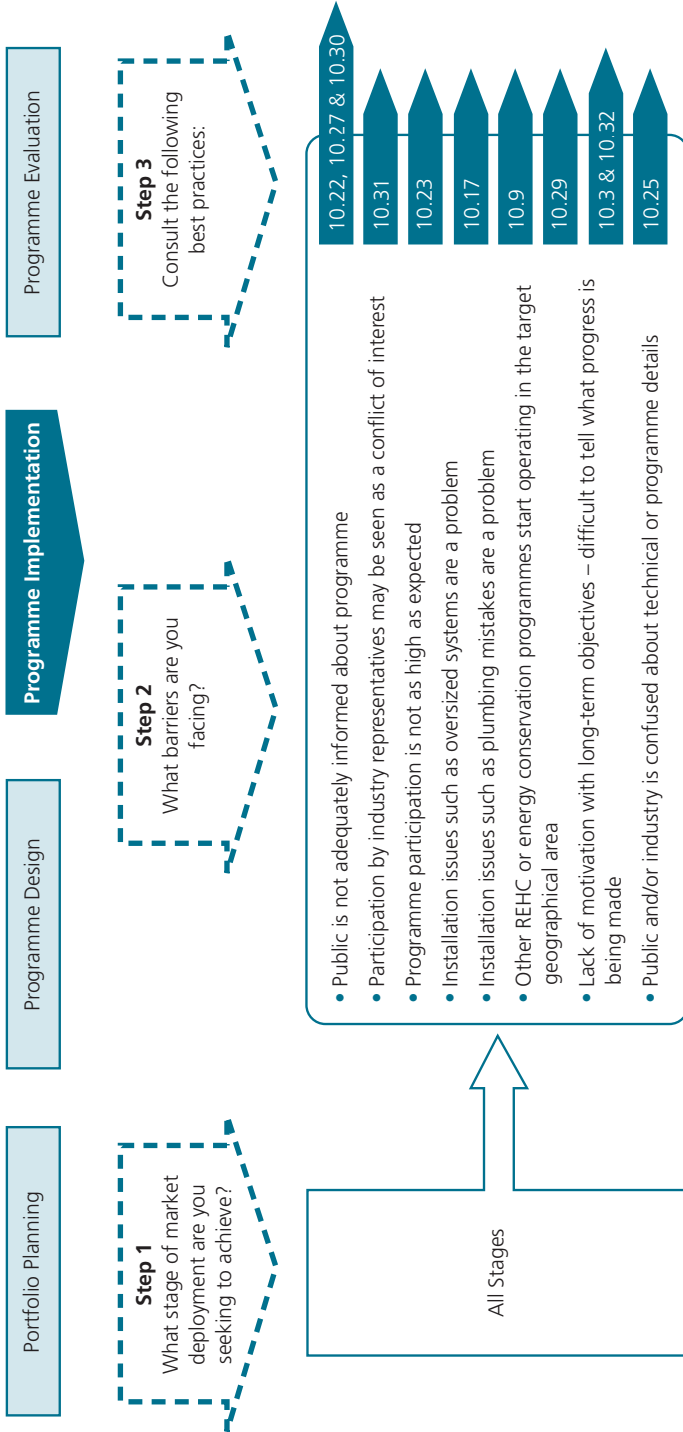 Portfolio Planning
Programme Design
Programme Implementation
Programme Evaluation
Step 1
What stage of market
deployment are you
seeking to achieve?
Step 2
What barriers are you
facing?
Step 3
Consult the following
best practices:
All Stages
• Public is not adequately informed about programme
10.22, 10.27 & 10.30
• Participation by industry representatives may be seen as a conflict of interest
10.31
• Programme participation is not as high as expected
10.23
• Installation issues such as oversized systems are a problem
10.17
• Installation issues such as plumbing mistakes are a problem
10.9
• Other REHC or energy conservation programmes start operating in the target
geographical area
10.29
• Lack of motivation with long-term objectives – difficult to tell what progress is
being made
10.3 & 10.32
• Public and/or industry is confused about technical or programme details
10.25